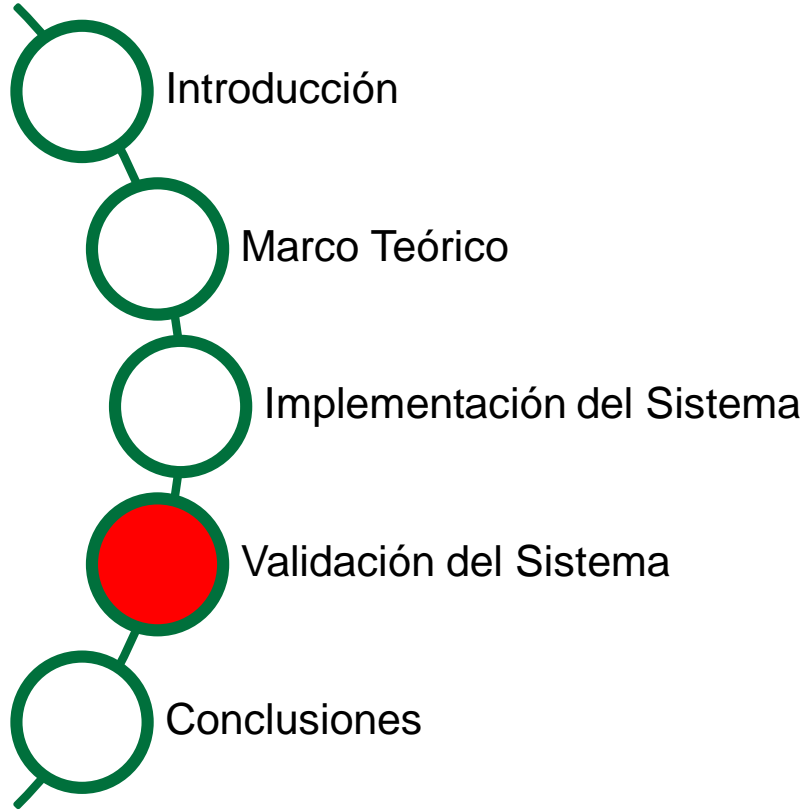 Introducción
Marco Teórico
Implementación del Sistema
Validación del Sistema
Conclusiones